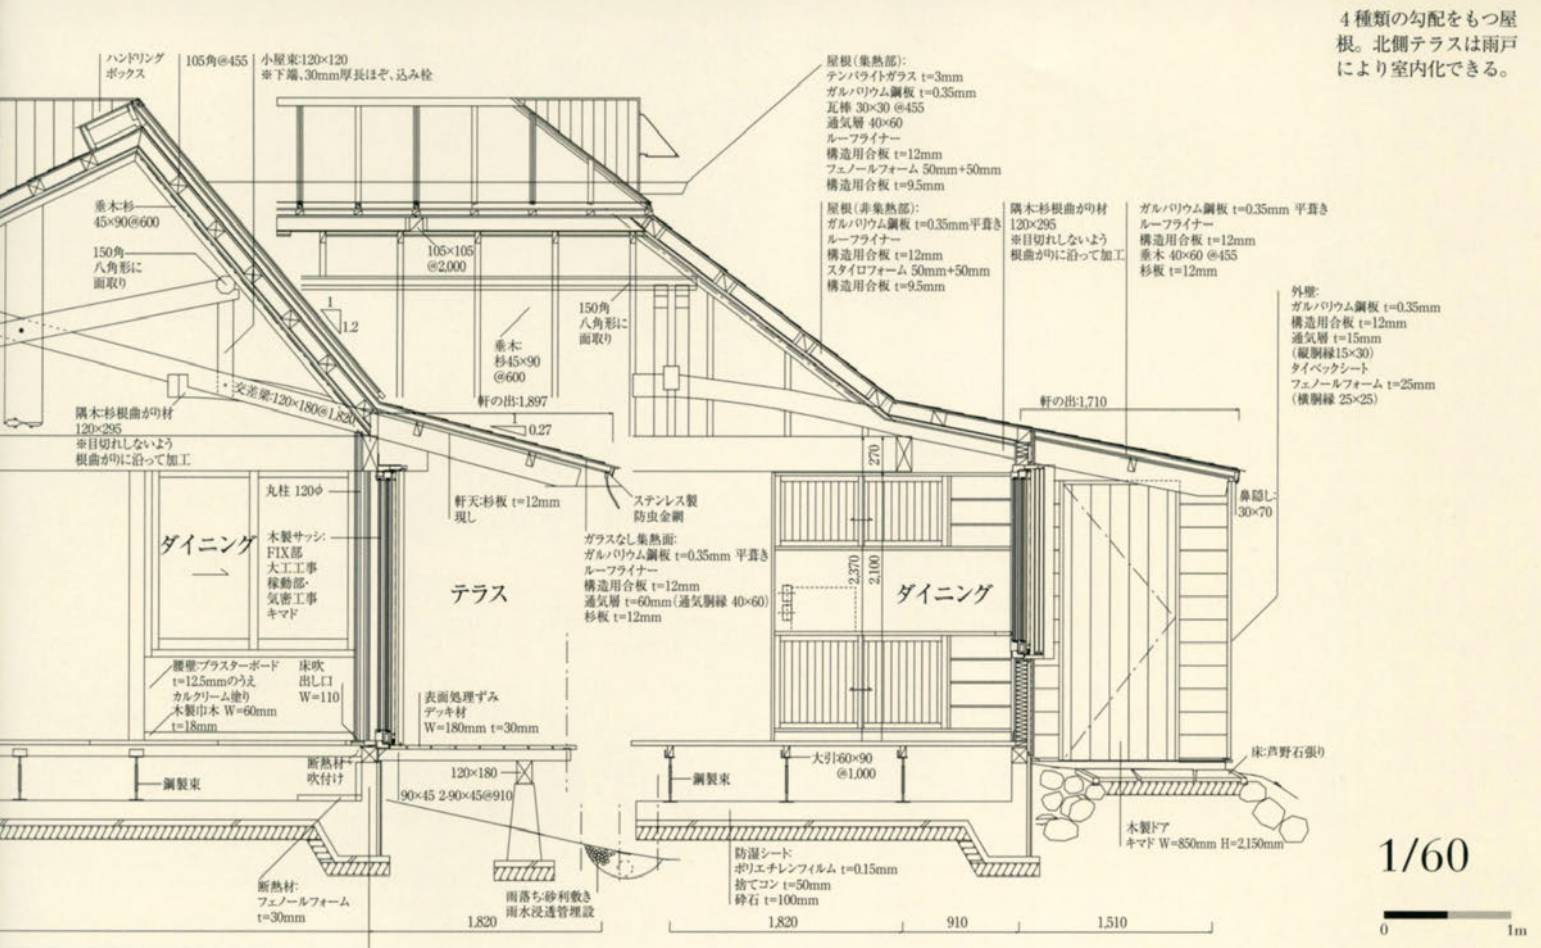 4種類の勾配をもつ屋
根。北側テラスは雨戸
により室内化できる。
ハンドリング
ボックス
105角@455
小屋束:120×120
※下端、30mm厚長ほぞ、込み栓
屋根(集熱部):
テンパライトガラス t=3mm
ガルバリウム鋼板 t=0.35mm
瓦棒 30×30 @455
通気層 40×60
ルーフライナー
構造用合板 t=12mm
フェノールフォーム 50mm+50mm
構造用合板 t=9.5mm
屋根(非集熱部):
ガルバリウム鋼板 t=0.35mm平葺き
ルーフライナー
構造用合板 t=12mm
スタイロフォーム 50mm+50mm
構造用合板 t=9.5mm
隅木:杉根曲がり材
120×295
※目切れしないよう
根曲がりに沿って加工
ガルバリウム鋼板 t=0.35mm 平葺き
ルーフライナー
構造用合板 t=12mm
垂木 40×60 @455
杉板 t=12mm
外壁:
ガルバリウム鋼板 t=0.35mm
構造用合板 t=12mm
通気層 t=15mm
(縦胴縁15×30)
タイベックシート
フェノールフォーム t=25mm
(横胴縁 25×25)
垂木:杉
45×90@600
150角
八角形に
面取り
105×105
@2,000
1
1.2
垂木:
杉45×90
@600
150角
八角形に
面取り
交差梁:120×180@1,820
軒の出:1,897
1
0.27
軒の出:1,710
隅木:杉根曲がり材
120×295
※目切れしないよう
根曲がりに沿って加工
270
丸柱 120φ
軒天:杉板 t=12mm
現し
ステンレス製
防虫金網
鼻隠し:
30×70
ダイニング
木製サッシ:
FIX部
大工工事
稼動部・
気密工事
キマド
テラス
ガラスなし集熱面:
ガルバリウム鋼板 t=0.35mm 平葺き
ルーフライナー
構造用合板 t=12mm
通気層 t=60mm(通気胴縁 40×60)
杉板 t=12mm
2,370
2,100
ダイニング
腰壁:プラスターボード
t=12.5mmのうえ
カルクリーム塗り
木製巾木 W=60mm
t=18mm
床吹
出し口
W=110
表面処理ずみ
デッキ材
W=180mm t=30mm
断熱材
吹付け
鋼製束
120×180
90×45 2-90×45@910
鋼製束
大引:60×90
@1,000
床:芦野石張り
木製ドア
キマド W=850mm H=2,150mm
断熱材:
フェノールフォーム
t=30mm
雨落ち:砂利敷き
雨水浸透管埋設
防湿シート:
ポリエチレンフィルム t=0.15mm
捨てコン t=50mm
砕石 t=100mm
1,820
1,820
910
1,510
1/60
0
1m